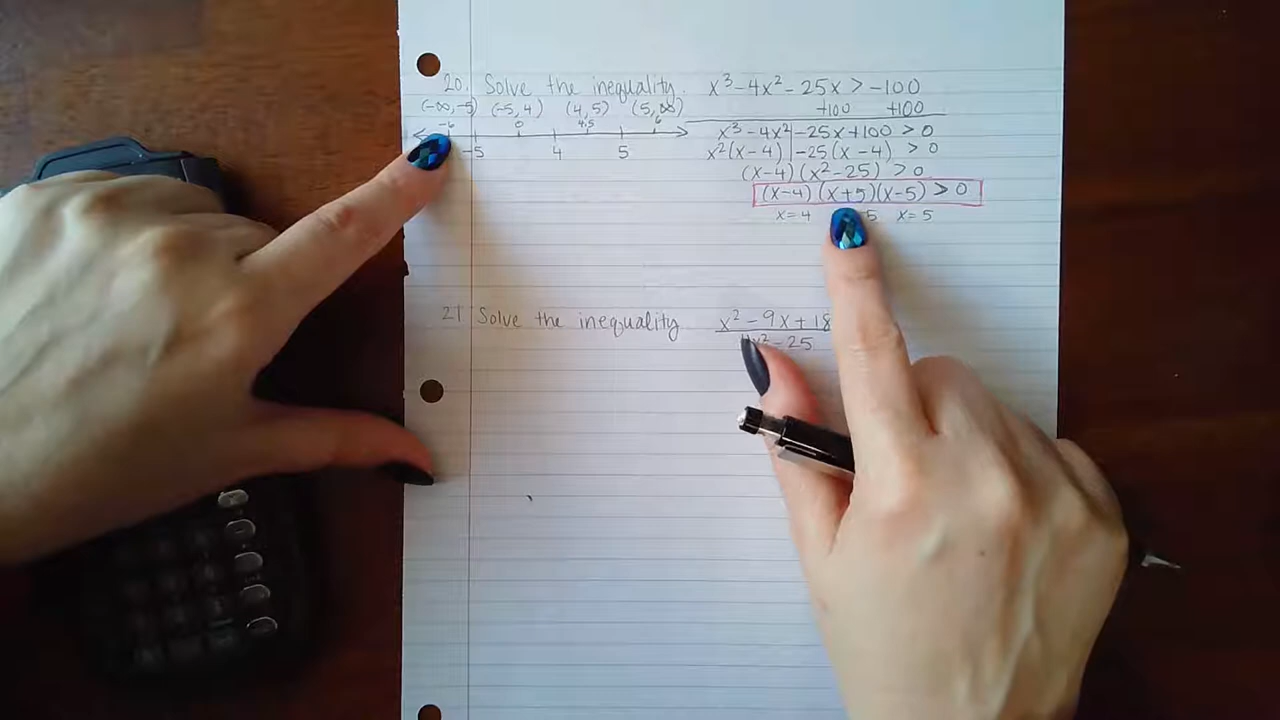 20. Solve the inequality. x³-4x²-25x > -100
(-∞,-5) (-5,4) (4,5) (5,∞) +100 +100
-6 0 4.5 6
-5 4 5
x³-4x²-25x+100 > 0
x²(x-4) -25(x-4) > 0
(x-4)(x²-25) > 0
(x-4)(x+5)(x-5) > 0
x=4 5 x=5
21 Solve the inequality x²-9x+18
x²-25